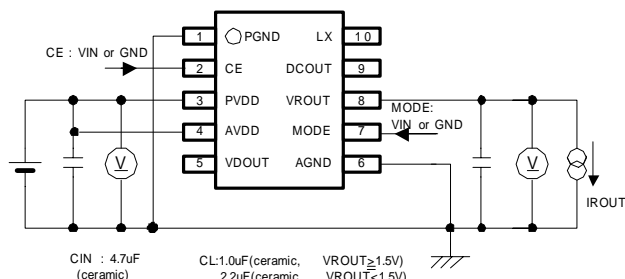 1 PGND LX 10
CE : VIN or GND
2 CE DCOUT 9
3 PVDD VROUT 8
MODE:
VIN or GND
4 AVDD MODE 7
5 VDOUT AGND 6
V
V
IROUT
CIN : 4.7uF
(ceramic)
CL:1.0uF(ceramic, VROUT≥1.5V)
2.2uF(ceramic, VROUT<1.5V)